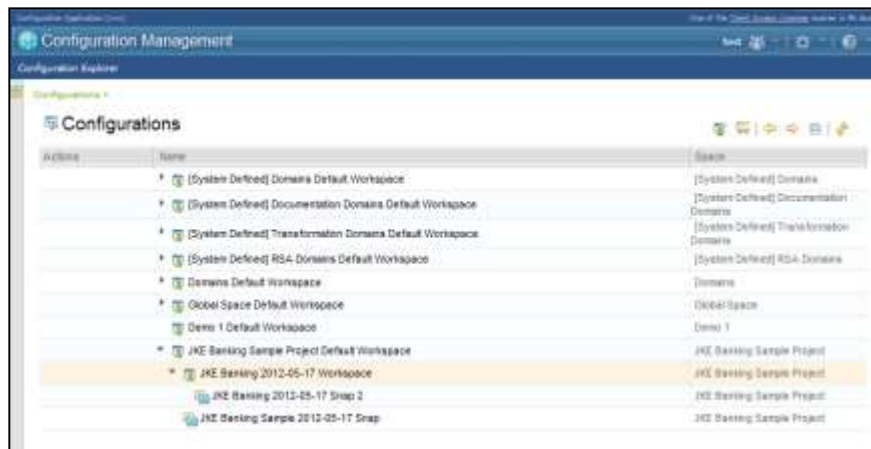 Configuration Application
Configuration Management
Configuration Explorer
Configurations
Configurations
Actions Name Space
[System Defined] Domains Default Workspace [System Defined] Domains
[System Defined] Documentation Domains Default Workspace [System Defined] Documentation
Domains
[System Defined] Transformation Domains Default Workspace [System Defined] Transformation
Domains
[System Defined] RSA Domains Default Workspace [System Defined] RSA Domains
Domains Default Workspace Domains
Global Space Default Workspace Global Space
Demo 1 Default Workspace Demo 1
JKE Banking Sample Project Default Workspace JKE Banking Sample Project
JKE Banking 2012-05-17 Workspace JKE Banking Sample Project
JKE Banking 2012-05-17 Snap 2 JKE Banking Sample Project
JKE Banking Sample 2012-05-17 Snap JKE Banking Sample Project